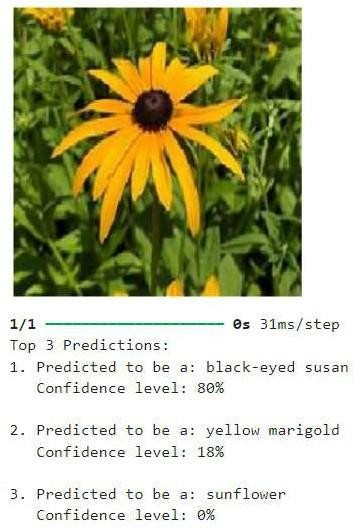 1/1 ━━━━━━━━━━━━━━━━━━━━ 0s 31ms/step
Top 3 Predictions:
1. Predicted to be a: black-eyed susan
Confidence level: 80%
2. Predicted to be a: yellow marigold
Confidence level: 18%
3. Predicted to be a: sunflower
Confidence level: 0%